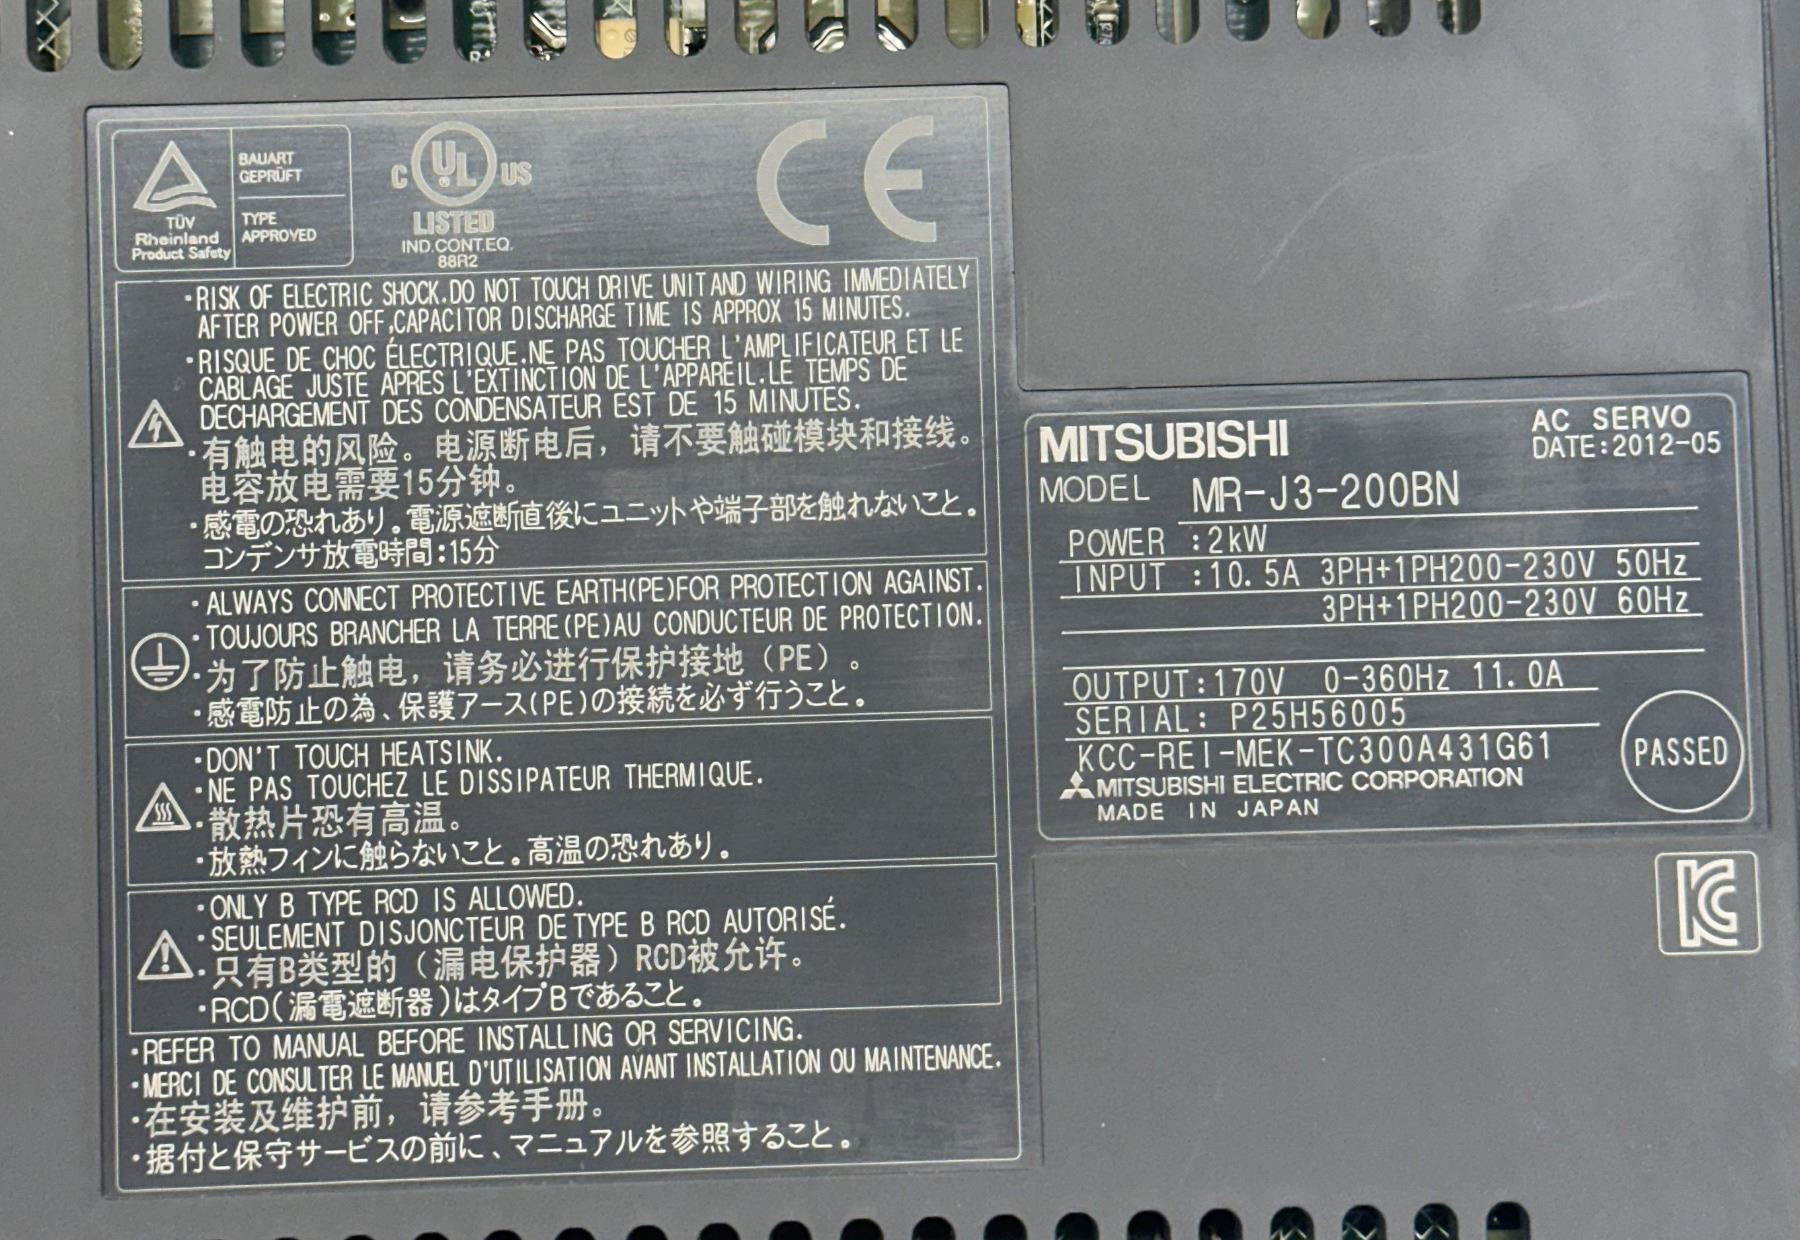 BAUART
GEPRÜFT
TÜV
Rheinland
Product Safety
TYPE
APPROVED
C UL US
LISTED
IND.CONT.EQ.
88R2
CE
・RISK OF ELECTRIC SHOCK.DO NOT TOUCH DRIVE UNIT AND WIRING IMMEDIATELY
AFTER POWER OFF,CAPACITOR DISCHARGE TIME IS APPROX 15 MINUTES.
・RISQUE DE CHOC ÉLECTRIQUE.NE PAS TOUCHER L'AMPLIFICATEUR ET LE
CABLAGE JUSTE APRES L'EXTINCTION DE L'APPAREIL.LE TEMPS DE
DECHARGEMENT DES CONDENSATEUR EST DE 15 MINUTES.
・有触电的风险。电源断电后，请不要触碰模块和接线。
电容放电需要15分钟。
・感電の恐れあり。電源遮断直後にユニットや端子部を触れないこと。
コンデンサ放電時間:15分
・ALWAYS CONNECT PROTECTIVE EARTH(PE)FOR PROTECTION AGAINST.
・TOUJOURS BRANCHER LA TERRE(PE)AU CONDUCTEUR DE PROTECTION.
・为了防止触电，请务必进行保护接地（PE）。
・感電防止の為、保護アース(PE)の接続を必ず行うこと。
・DON'T TOUCH HEATSINK.
・NE PAS TOUCHEZ LE DISSIPATEUR THERMIQUE.
・散热片恐有高温。
・放熱フィンに触らないこと。高温の恐れあり。
・ONLY B TYPE RCD IS ALLOWED.
・SEULEMENT DISJONCTEUR DE TYPE B RCD AUTORISÉ.
・只有B类型的（漏电保护器）RCD被允许。
・RCD(漏電遮断器)はタイプBであること。
・REFER TO MANUAL BEFORE INSTALLING OR SERVICING.
・MERCI DE CONSULTER LE MANUEL D'UTILISATION AVANT INSTALLATION OU MAINTENANCE.
・在安装及维护前，请参考手册。
・据付と保守サービスの前に、マニュアルを参照すること。
MITSUBISHI
AC SERVO
DATE:2012-05
MODEL MR-J3-200BN
POWER :2kW
INPUT :10.5A 3PH+1PH200-230V 50Hz
3PH+1PH200-230V 60Hz
OUTPUT:170V 0-360Hz 11.0A
SERIAL: P25H56005
KCC-REI-MEK-TC300A431G61
MITSUBISHI ELECTRIC CORPORATION
MADE IN JAPAN
PASSED
KC